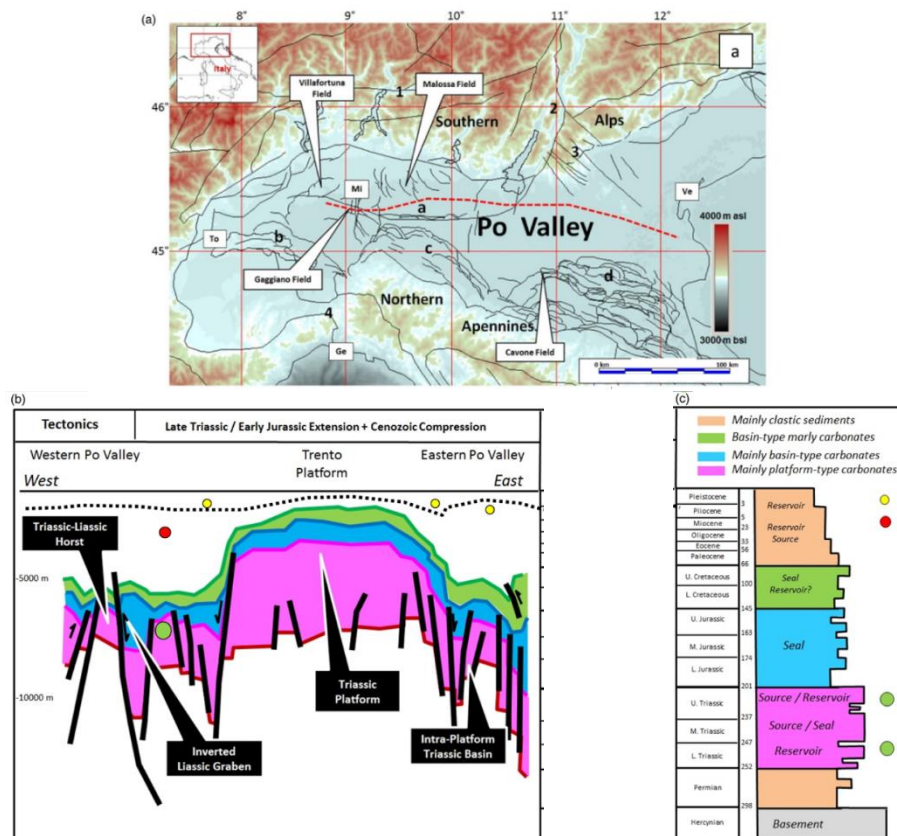 (a)
8°
9°
10°
11°
12°
Italy
a
Villafortuna
Field
Malossa Field
1
46°
46°
2
Southern
Alps
3
Mi
Ve
4000 m asl
a
Po Valley
To
b
45°
45°
c
d
Gaggiano Field
Northern
4
Apennines
Ge
Cavone Field
3000 m bsl
0 km
100 km
(b)
Tectonics
Late Triassic / Early Jurassic Extension + Cenozoic Compression
Western Po Valley
Trento
Platform
Eastern Po Valley
West
East
Triassic-Liassic
Horst
-5000 m
-10000 m
Triassic
Platform
Inverted
Liassic Graben
Intra-Platform
Triassic Basin
(c)
Mainly clastic sediments
Basin-type marly carbonates
Mainly basin-type carbonates
Mainly platform-type carbonates
Pleistocene
3
Reservoir
Pliocene
5
Miocene
23
Reservoir
Source
Oligocene
33
Eocene
56
Paleocene
66
U. Cretaceous
100
Seal
Reservoir?
L. Cretaceous
145
U. Jurassic
163
M. Jurassic
Seal
174
L. Jurassic
201
U. Triassic
Source / Reservoir
237
M. Triassic
Source / Seal
247
L. Triassic
Reservoir
252
Permian
298
Hercynian
Basement